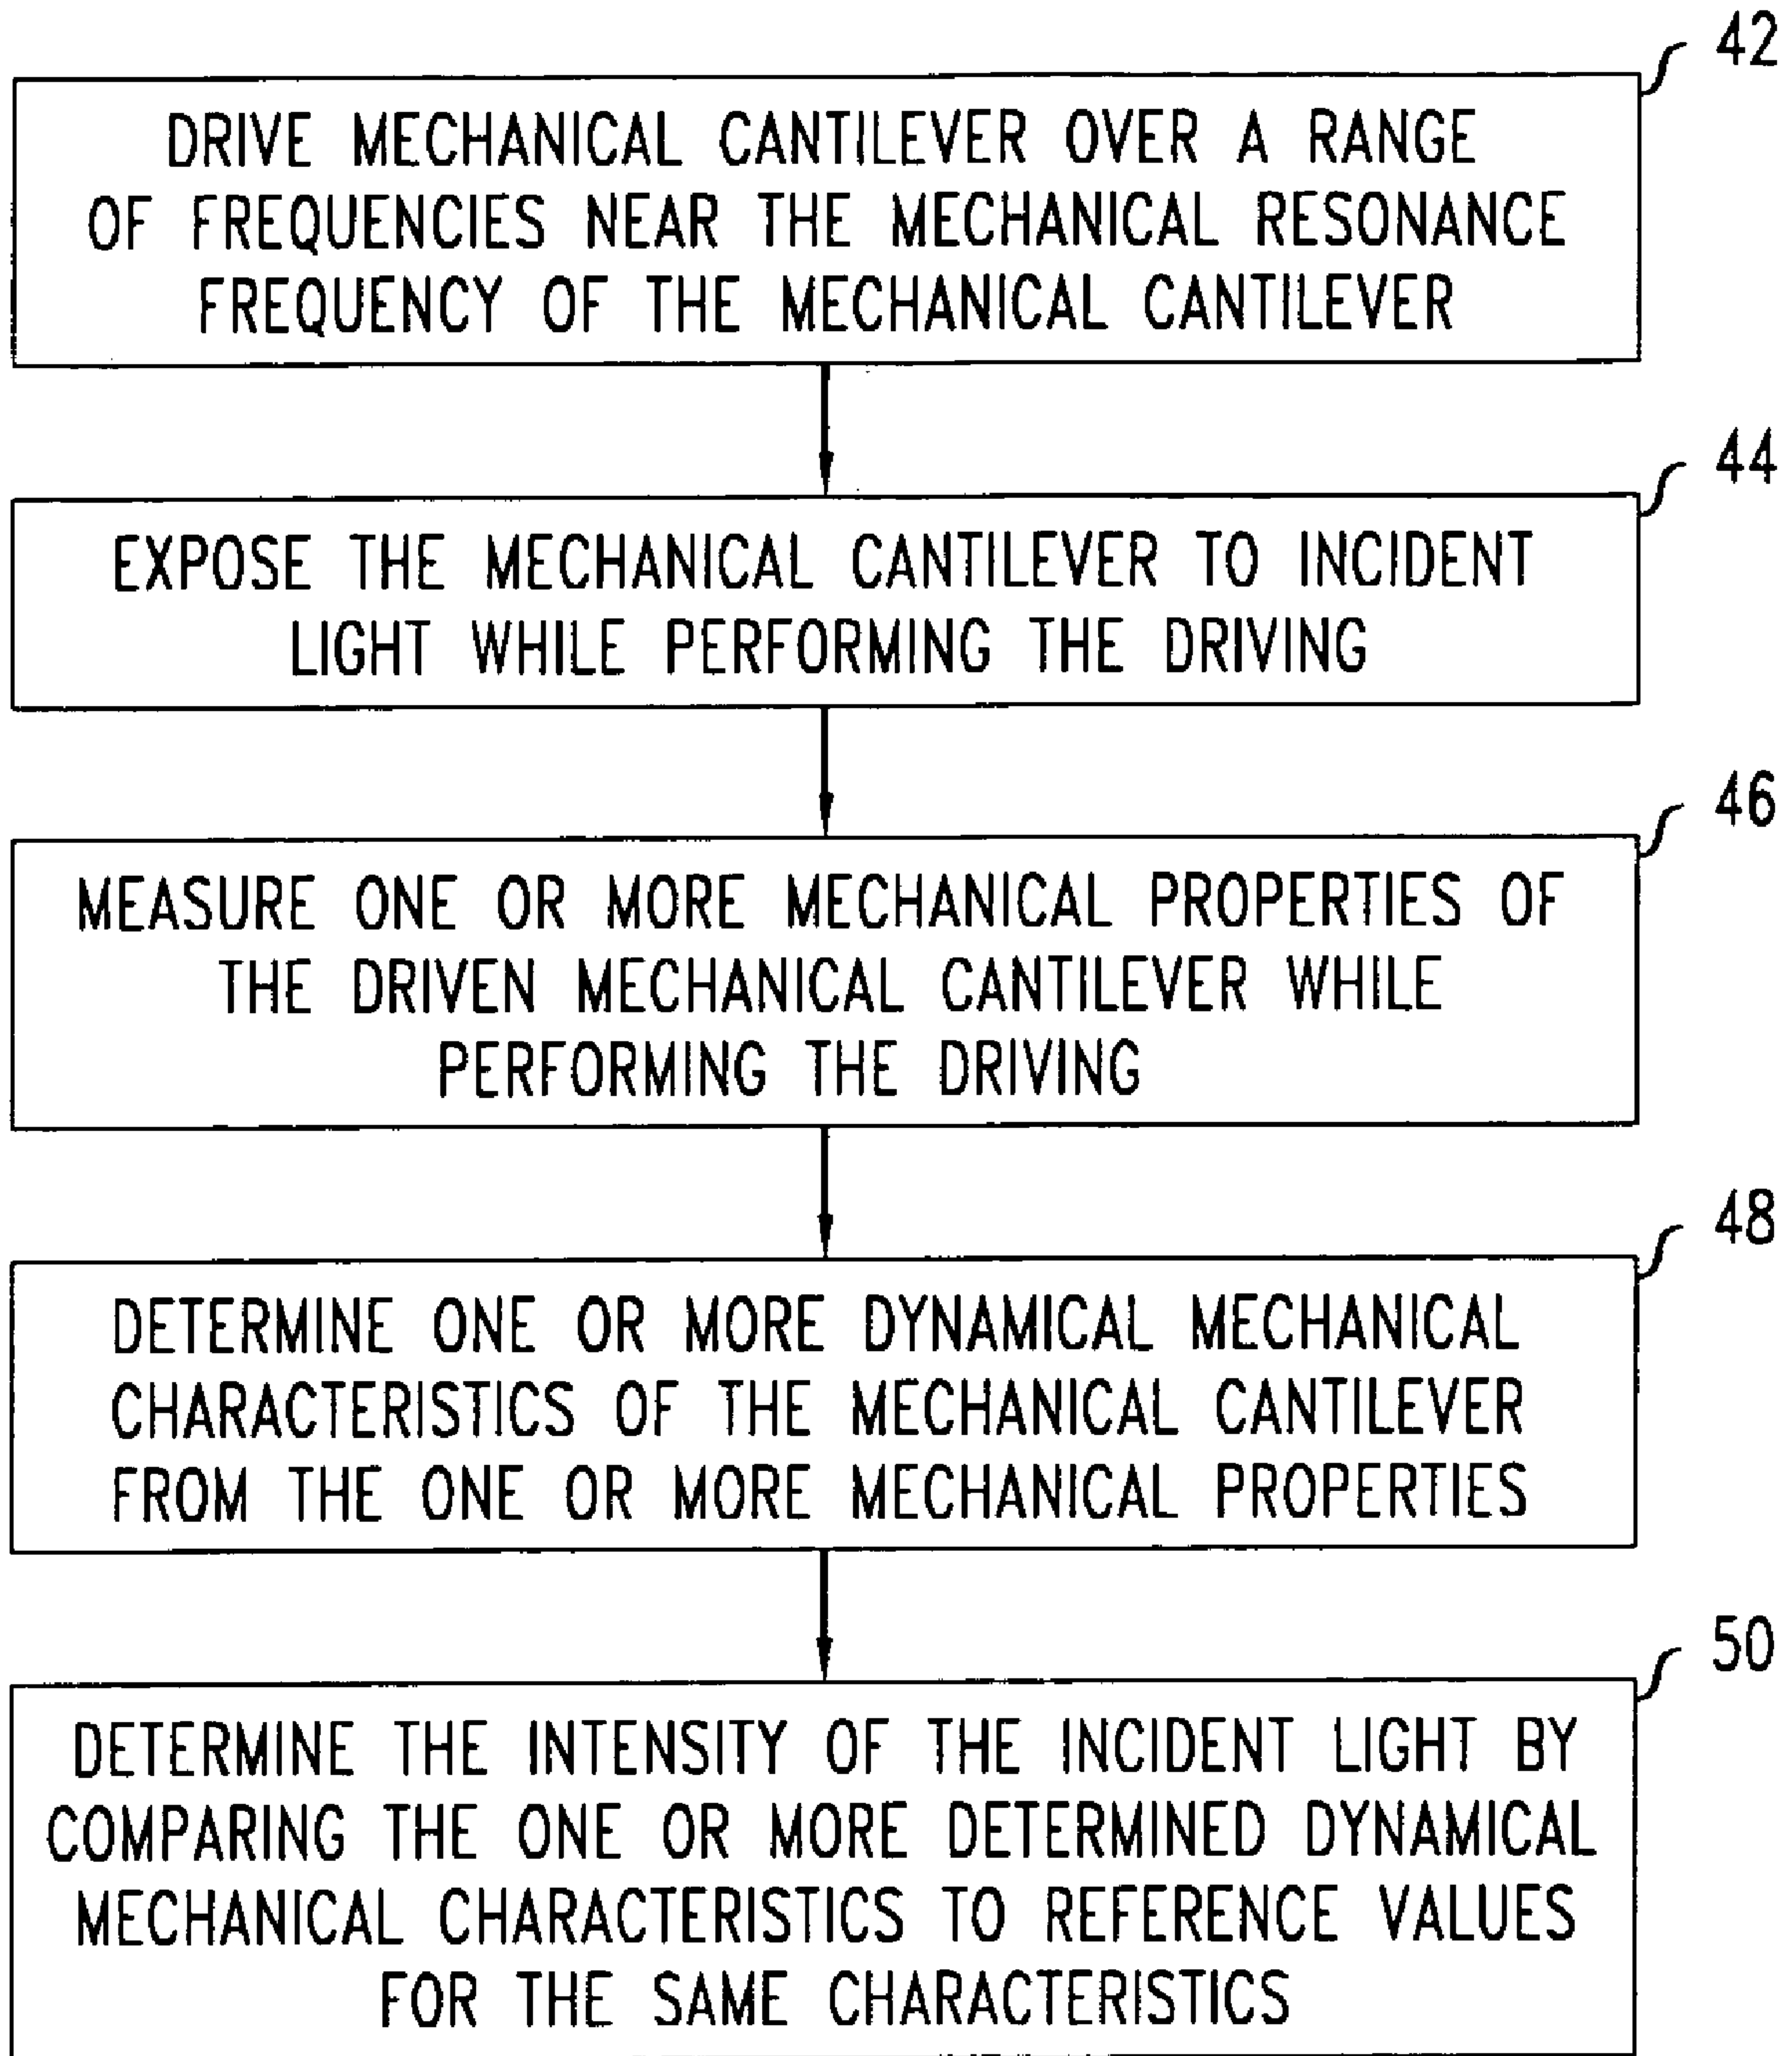 42
DRIVE MECHANICAL CANTILEVER OVER A RANGE
OF FREQUENCIES NEAR THE MECHANICAL RESONANCE
FREQUENCY OF THE MECHANICAL CANTILEVER
44
EXPOSE THE MECHANICAL CANTILEVER TO INCIDENT
LIGHT WHILE PERFORMING THE DRIVING
46
MEASURE ONE OR MORE MECHANICAL PROPERTIES OF
THE DRIVEN MECHANICAL CANTILEVER WHILE
PERFORMING THE DRIVING
48
DETERMINE ONE OR MORE DYNAMICAL MECHANICAL
CHARACTERISTICS OF THE MECHANICAL CANTILEVER
FROM THE ONE OR MORE MECHANICAL PROPERTIES
50
DETERMINE THE INTENSITY OF THE INCIDENT LIGHT BY
COMPARING THE ONE OR MORE DETERMINED DYNAMICAL
MECHANICAL CHARACTERISTICS TO REFERENCE VALUES
FOR THE SAME CHARACTERISTICS